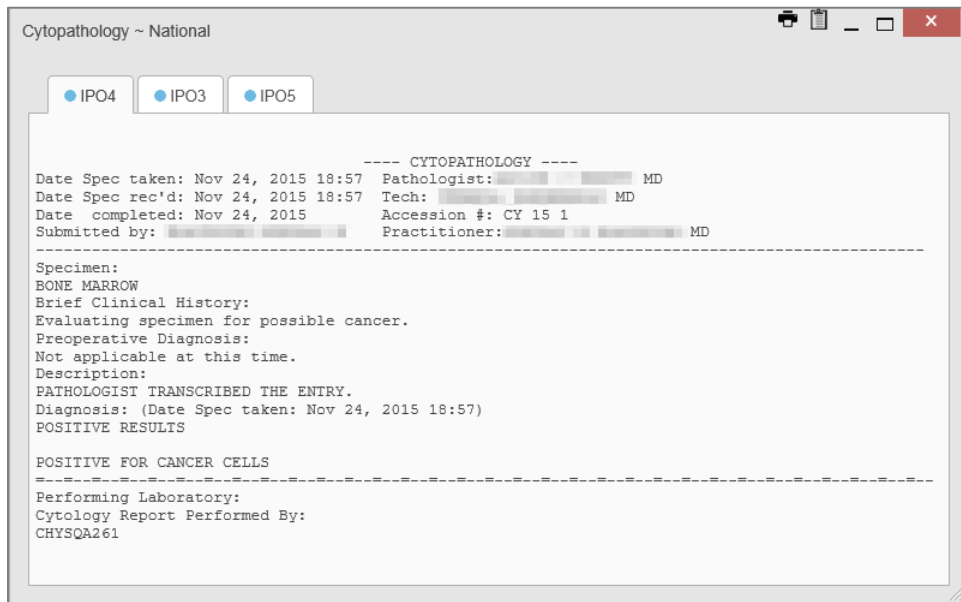 Cytopathology ~ National
IPO4 IPO3 IPO5
---- CYTOPATHOLOGY ----
Date Spec taken: Nov 24, 2015 18:57 Pathologist: MD
Date Spec rec'd: Nov 24, 2015 18:57 Tech: MD
Date completed: Nov 24, 2015 Accession #: CY 15 1
Submitted by: Practitioner: MD
Specimen:
BONE MARROW
Brief Clinical History:
Evaluating specimen for possible cancer.
Preoperative Diagnosis:
Not applicable at this time.
Description:
PATHOLOGIST TRANSCRIBED THE ENTRY.
Diagnosis: (Date Spec taken: Nov 24, 2015 18:57)
POSITIVE RESULTS
POSITIVE FOR CANCER CELLS
=--=--=--=--=--=--=--=--=--=--=--=--=--=--=--=--=--=--=--=--=--=--=--=--=--=--
Performing Laboratory:
Cytology Report Performed By:
CHYSQA261